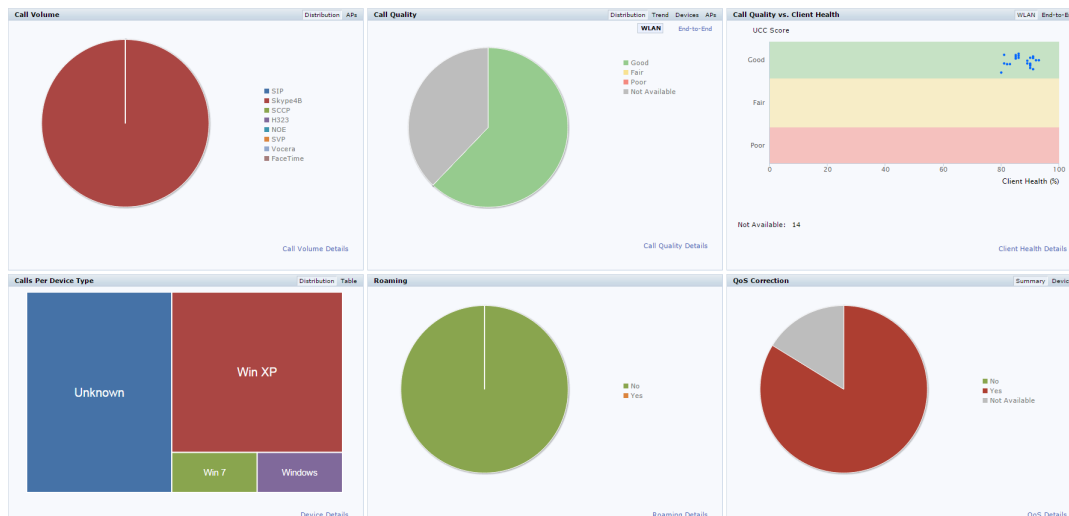 Call Volume
Distribution APs
SIP
Skype4B
SCCP
H323
NOE
SVP
Vocera
FaceTime
Call Volume Details
Call Quality
Distribution Trend Devices APs
WLAN End-to-End
Good
Fair
Poor
Not Available
Call Quality Details
Call Quality vs. Client Health
WLAN End-to-E
UCC Score
Good
Fair
Poor
0 20 40 60 80 100
Client Health (%)
Not Available: 14
Client Health Details
Calls Per Device Type
Distribution Table
Unknown
Win XP
Win 7
Windows
Device Details
Roaming
No
Yes
Roaming Details
QoS Correction
Summary Devic
No
Yes
Not Available
QoS Details